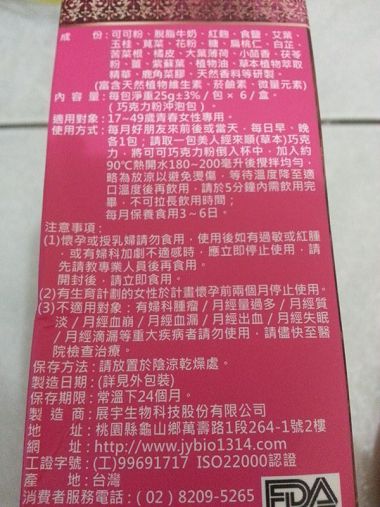 成　份:可可粉、脫脂牛奶、紅麴、食鹽、艾葉、
玉桂、莧菜、花粉、糖、扁桃仁、白芷、
苦菜根、橘皮、大葉薄荷、小茴香、茯苓
粉、薑、紫蘇葉、植物油、草本植物萃取
精華、鹿角菜膠、天然香料等研製。
(富含天然植物維生素、菸鹼素、微量元素)
內 容 量:每包淨重25g±3% / 包 × 6 / 盒。
(巧克力粉沖泡包)。
適用對象:17~49歲青春女性專用。
使用方式:每月好朋友來前後或當天,每日早、晚
各1包;請取一包美人經來順(草本)巧克
力,將可可巧克力粉倒入杯中,加入約
90℃熱開水180~200毫升後攪拌均勻,
略為放涼以避免燙傷,等待溫度降至適
口溫度後再飲用,請於5分鐘內需飲用完
畢,不可拉長飲用時間;
每月保養食用3~6日。
注意事項:
(1)懷孕或授乳婦請勿食用,使用後如有過敏或紅腫
,或有婦科加劇不適感時,應立即停止使用,請
先請教專業人員後再食用。
開封後,請立即食用。
(2)有生育計劃的女性於計畫懷孕前兩個月停止使用。
(3)不適用對象:有婦科腫瘤/月經量過多/月經質
淡/月經血崩/月經血漏/月經出血/月經失眠
/月經滴漏等重大疾病者請勿使用,請儘快至醫
院檢查治療。
保存方法:請放置於陰涼乾燥處。
製造日期:(詳見外包裝)
保存期限:常溫下24個月。
製 造 商:展宇生物科技股份有限公司
地　　址:桃園縣龜山鄉萬壽路1段264-1號2樓
網　　址:http://www.jybio1314.com
工證字號:(工)99691717 ISO22000認證
產　　地:台灣
消費者服務電話:(02)8209-5265
FDA